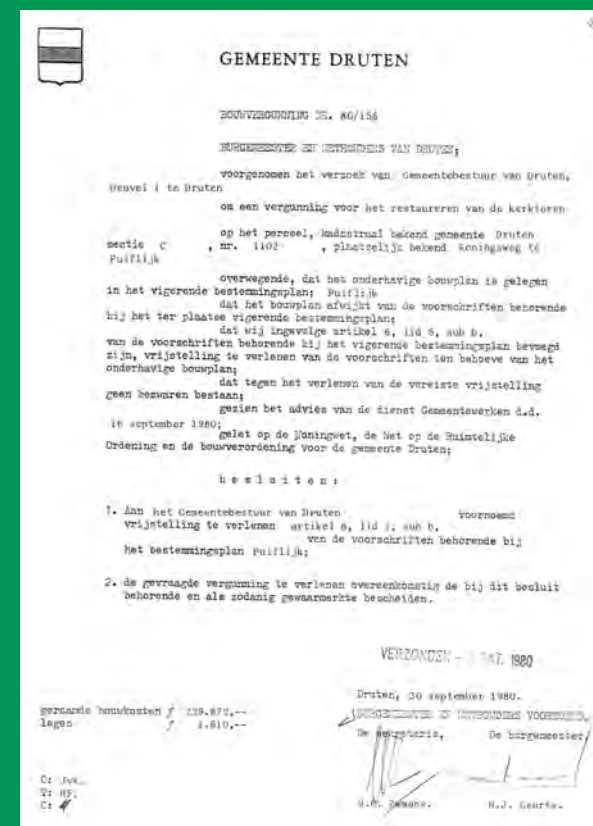 GEMEENTE DRUTEN
BOUWVERGUNNING NR. 80/156
BURGEMEESTER EN WETHOUDERS VAN DRUTEN;
voorgenomen het verzoek van Gemeentebestuur van Druten,
Heuvel 1 te Druten
om een vergunning voor het restaureren van de kerktoren
op het perceel, kadastraal bekend gemeente Druten
sectie C , nr. 1102 , plaatselijk bekend Koningsweg te
Puiflijk
overwegende, dat het onderhavige bouwplan is gelegen
in het vigerende bestemmingsplan; Puiflijk
dat het bouwplan afwijkt van de voorschriften behorende
bij het ter plaatse vigerende bestemmingsplan;
dat wij ingevolge artikel 6, lid 5, sub b.
van de voorschriften behorende bij het vigerende bestemmingsplan bevoegd
zijn, vrijstelling te verlenen van de voorschriften ten behoeve van het
onderhavige bouwplan;
dat tegen het verlenen van de vereiste vrijstelling
geen bezwaren bestaan;
gezien het advies van de dienst Gemeentewerken d.d.
16 september 1980;
gelet op de Woningwet, de Wet op de Ruimtelijke
Ordening en de bouwverordening voor de gemeente Druten;
b e s l u i t e n :
1. Aan het Gemeentebestuur van Druten voornoemd
vrijstelling te verlenen artikel 6, lid 5, sub b.
van de voorschriften behorende bij
het bestemmingsplan Puiflijk;
2. de gevraagde vergunning te verlenen overeenkomstig de bij dit besluit
behorende en als zodanig gewaarmerkte bescheiden.
VERZONDEN - OKT. 1980
Druten, 30 september 1980.
geraamde bouwkosten ƒ
BURGEMEESTER EN WETHOUDERS VOORNOEMD,
legen ƒ
De secretaris, De burgemeester,
H.J. Geurts.
O:
T: HF.
C: